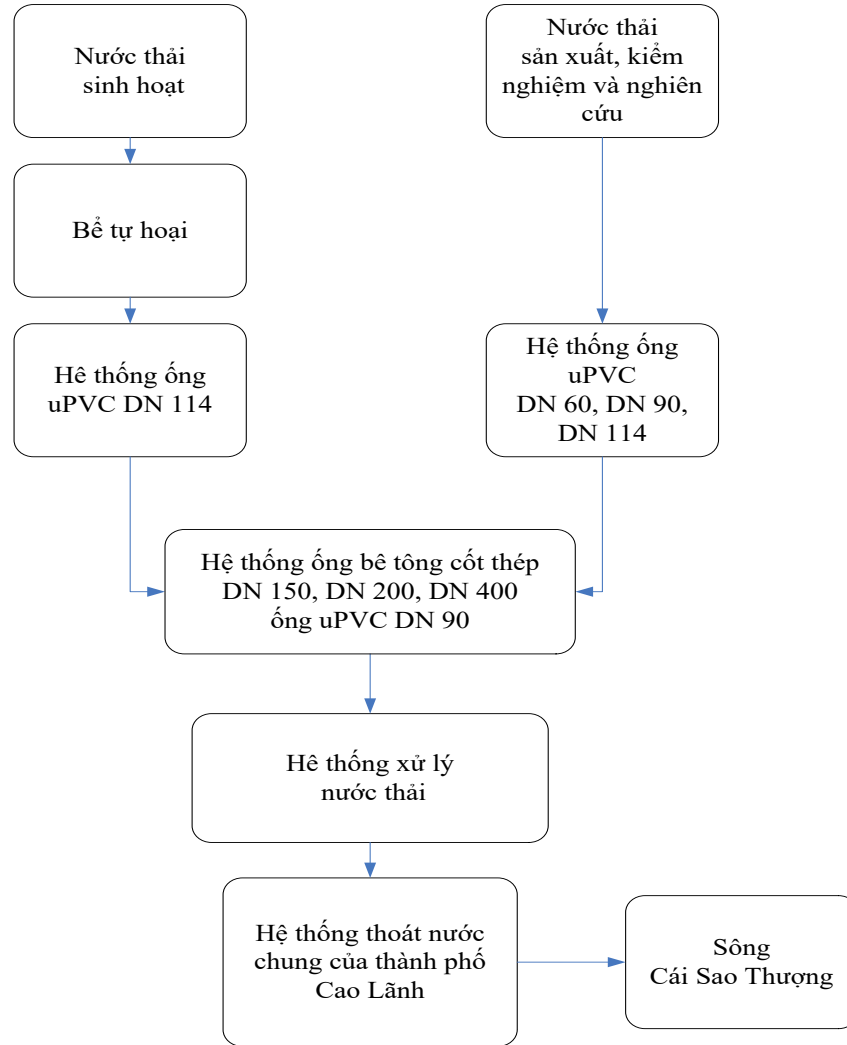 Nước thải
sinh hoạt
Nước thải
sản xuất, kiểm
nghiệm và nghiên
cứu
Bể tự hoại
Hê thống ống
uPVC DN 114
Hệ thống ống
uPVC
DN 60, DN 90,
DN 114
Hệ thống ống bê tông cốt thép
DN 150, DN 200, DN 400
ống uPVC DN 90
Hê thống xử lý
nước thải
Hệ thống thoát nước
chung của thành phố
Cao Lãnh
Sông
Cái Sao Thượng